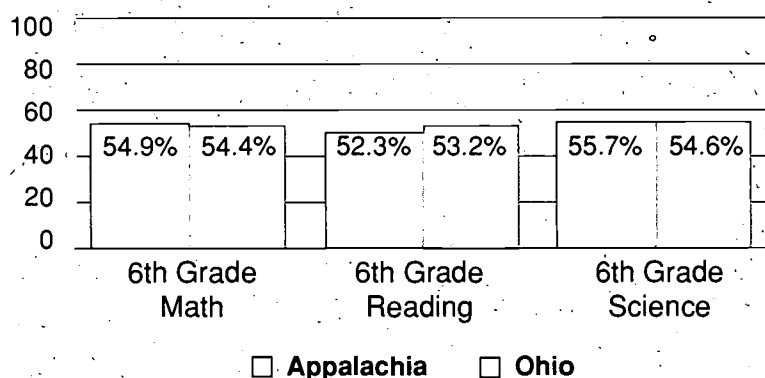 100
80
60
54.9% 54.4% 52.3% 53.2% 55.7% 54.6%
40
20
0
6th Grade Math
6th Grade Reading
6th Grade Science
Appalachia Ohio